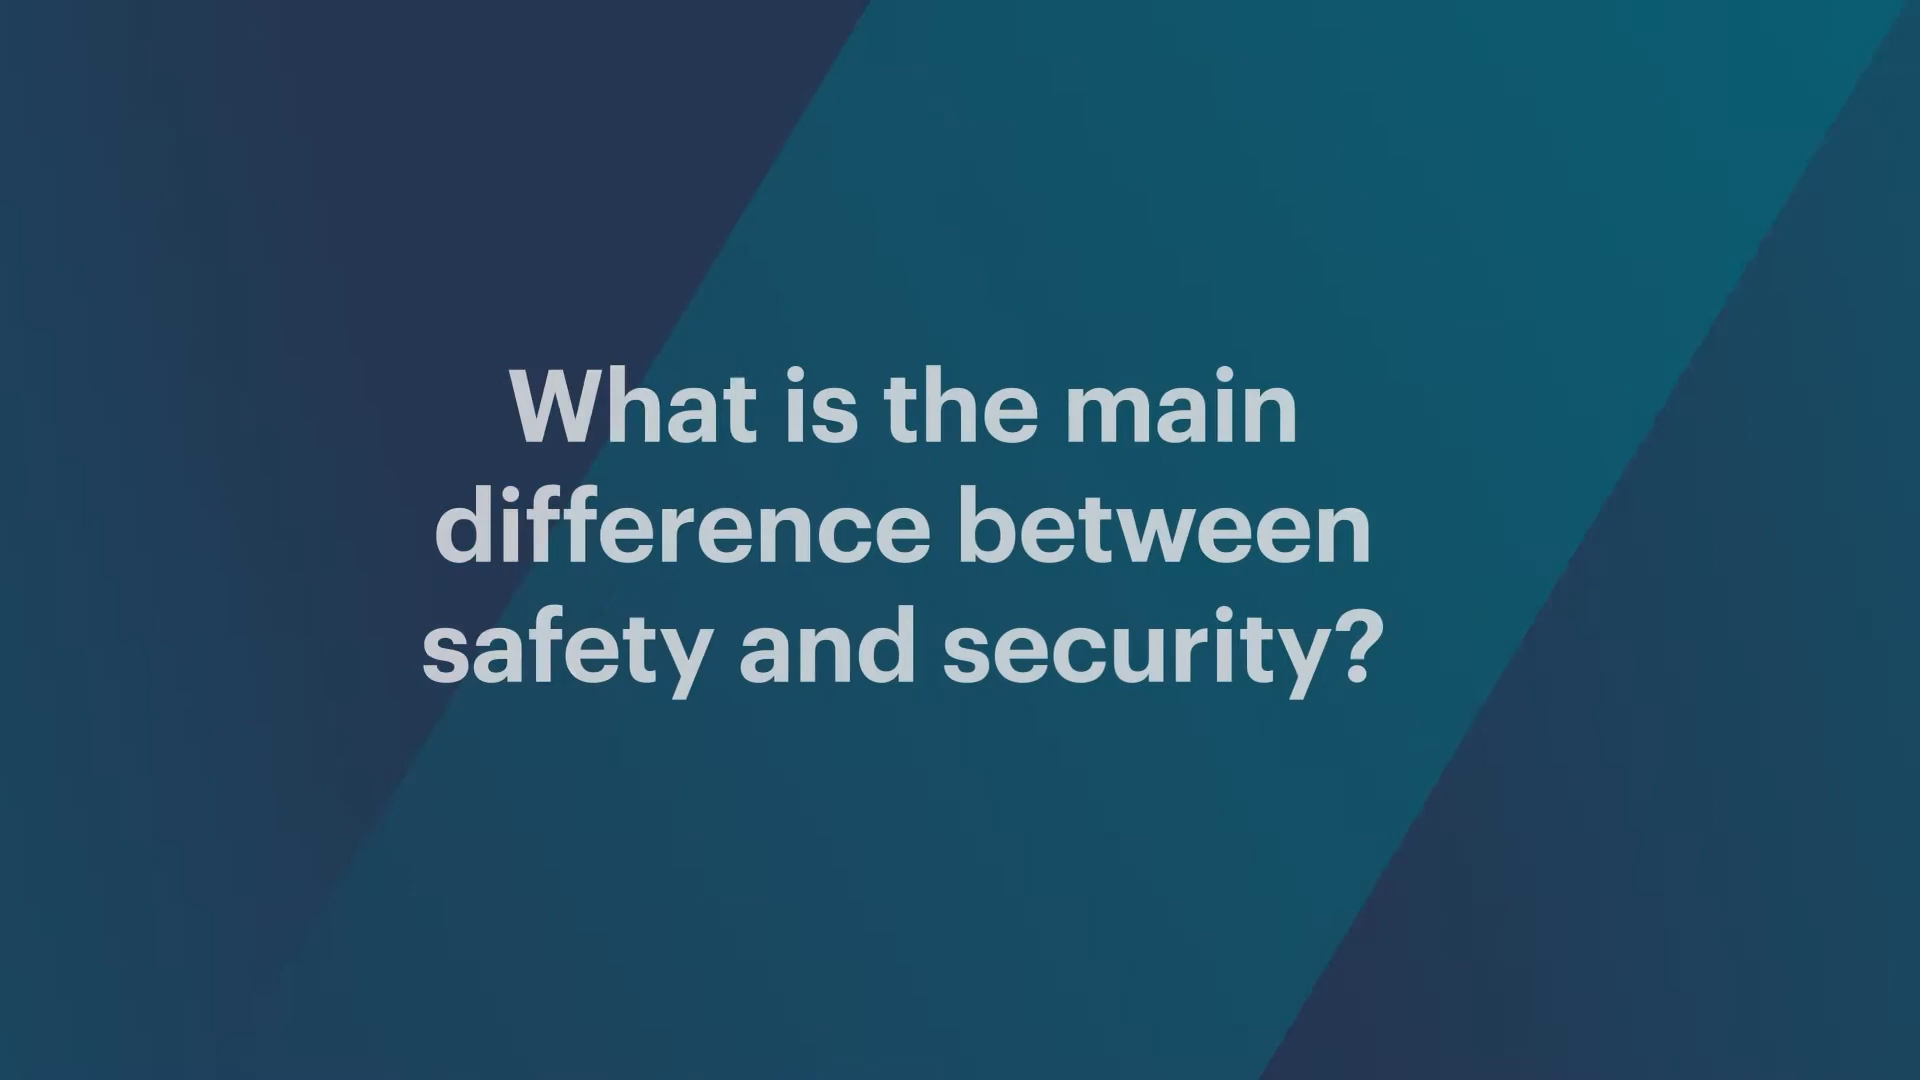 What is the main
difference between
safety and security?